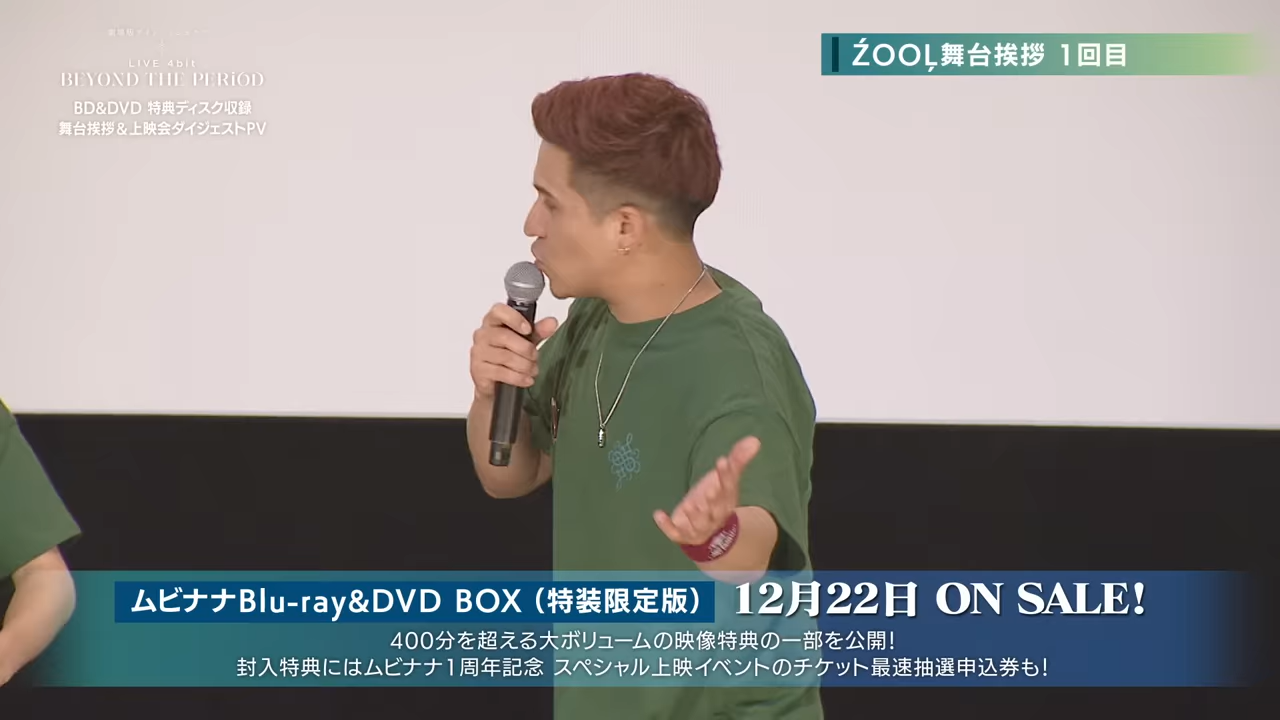 LIVE 4bit
BEYOND THE PERiOD
BD&DVD 特典ディスク収録
舞台挨拶&上映会ダイジェストPV
ŹOOĻ舞台挨拶 1回目
ムビナナBlu-ray&DVD BOX(特装限定版)
12月22日 ON SALE!
400分を超える大ボリュームの映像特典の一部を公開!
封入特典にはムビナナ1周年記念 スペシャル上映イベントのチケット最速抽選申込券も!